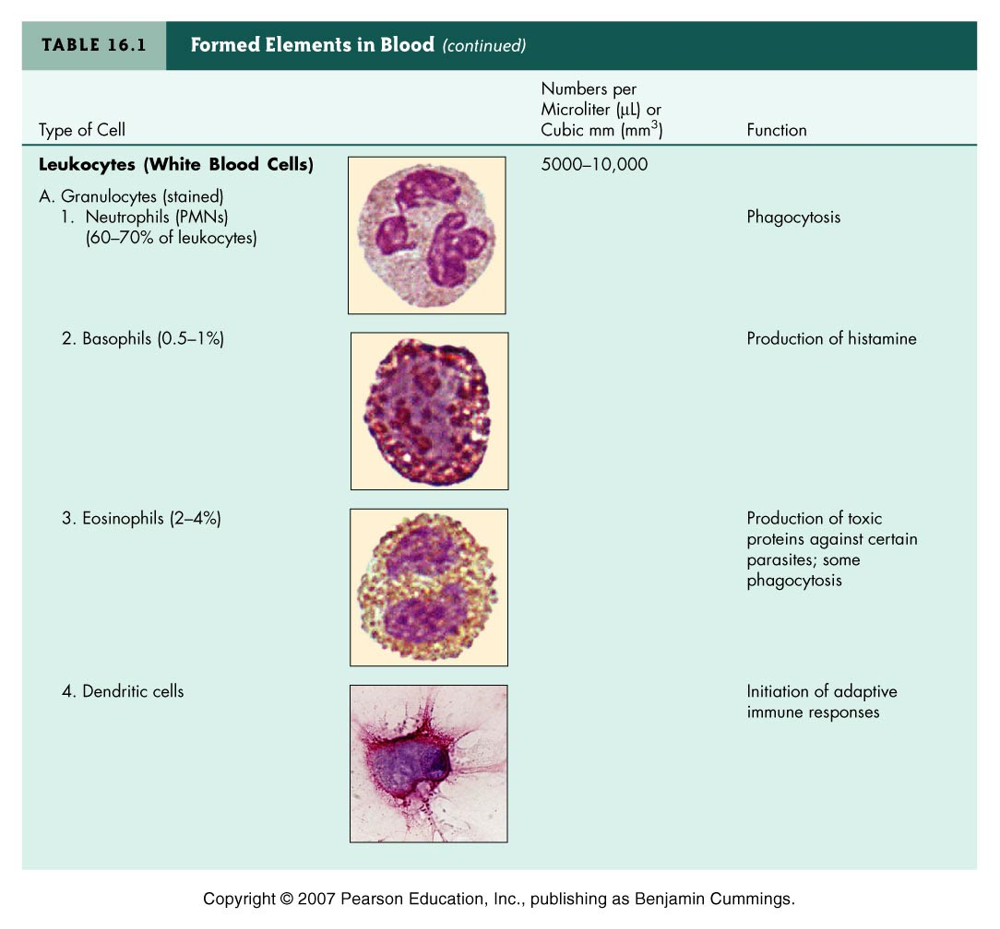 TABLE 16.1 Formed Elements in Blood (continued)
Type of Cell
Numbers per
Microliter (μL) or
Cubic mm (mm³)
Function
Leukocytes (White Blood Cells) 5000–10,000
A. Granulocytes (stained)
1. Neutrophils (PMNs) Phagocytosis
(60–70% of leukocytes)
2. Basophils (0.5–1%) Production of histamine
3. Eosinophils (2–4%) Production of toxic
proteins against certain
parasites; some
phagocytosis
4. Dendritic cells Initiation of adaptive
immune responses
Copyright © 2007 Pearson Education, Inc., publishing as Benjamin Cummings.